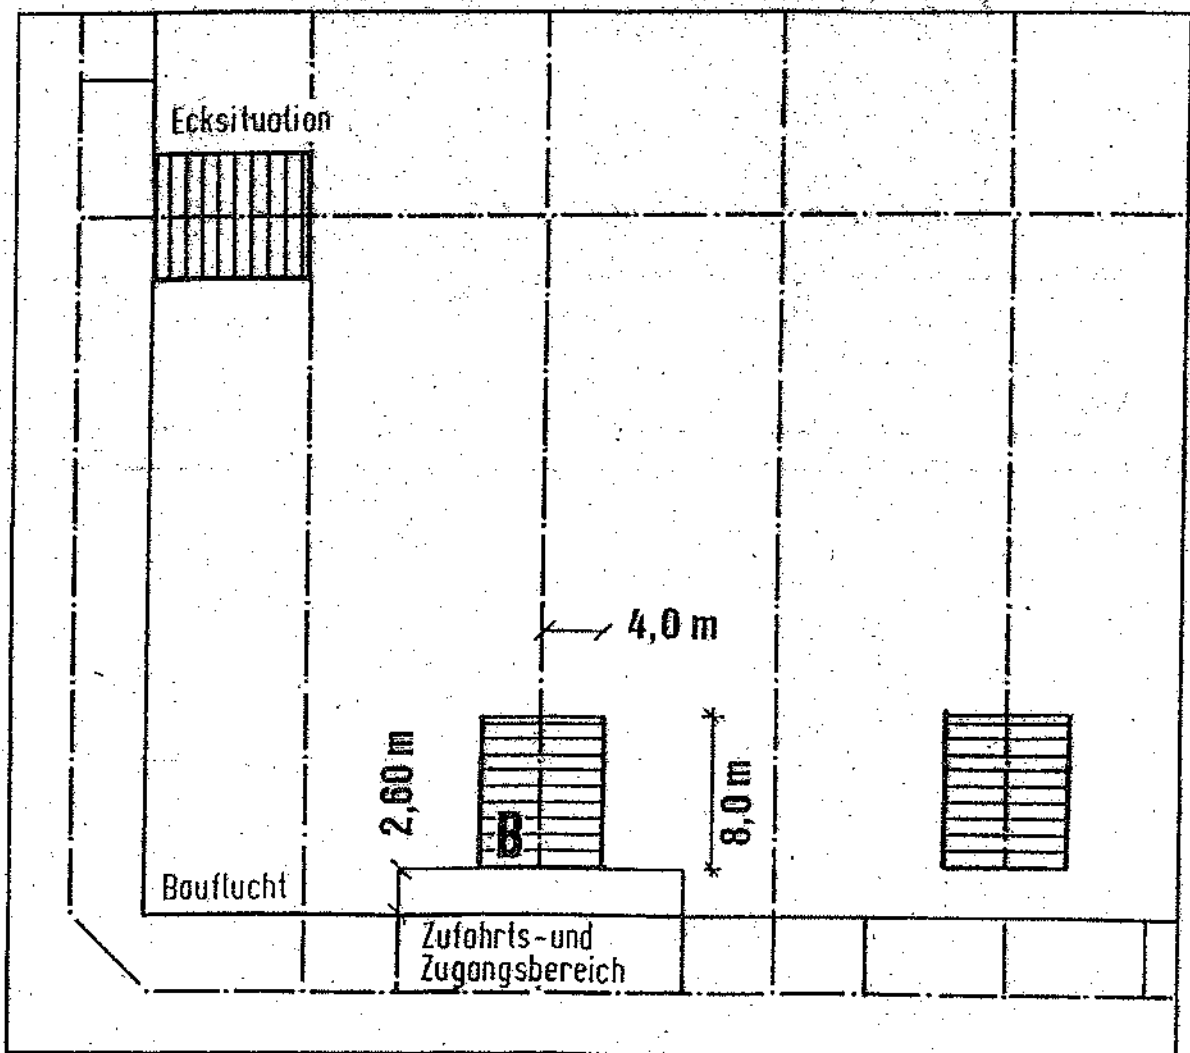 Ecksituation
4,0 m
2,60 m
8,0 m
B
Bauflucht
Zufahrts-und
Zugangsbereich